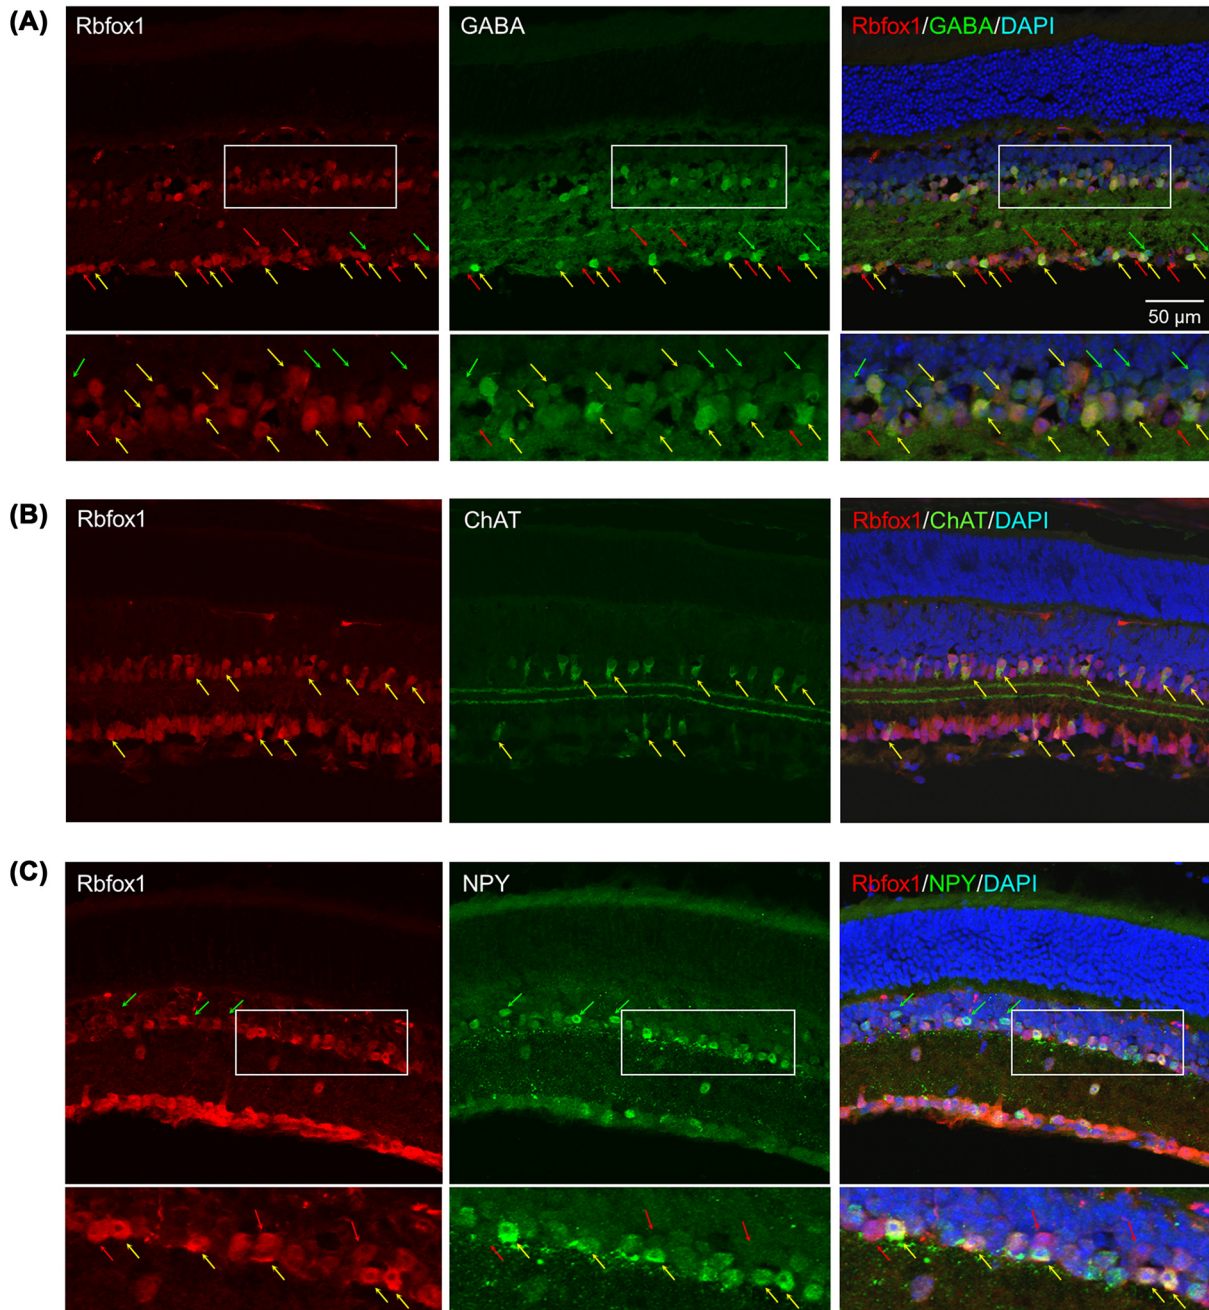 (A)
Rbfox1
GABA
Rbfox1/GABA/DAPI
50 µm
(B)
Rbfox1
ChAT
Rbfox1/ChAT/DAPI
(C)
Rbfox1
NPY
Rbfox1/NPY/DAPI